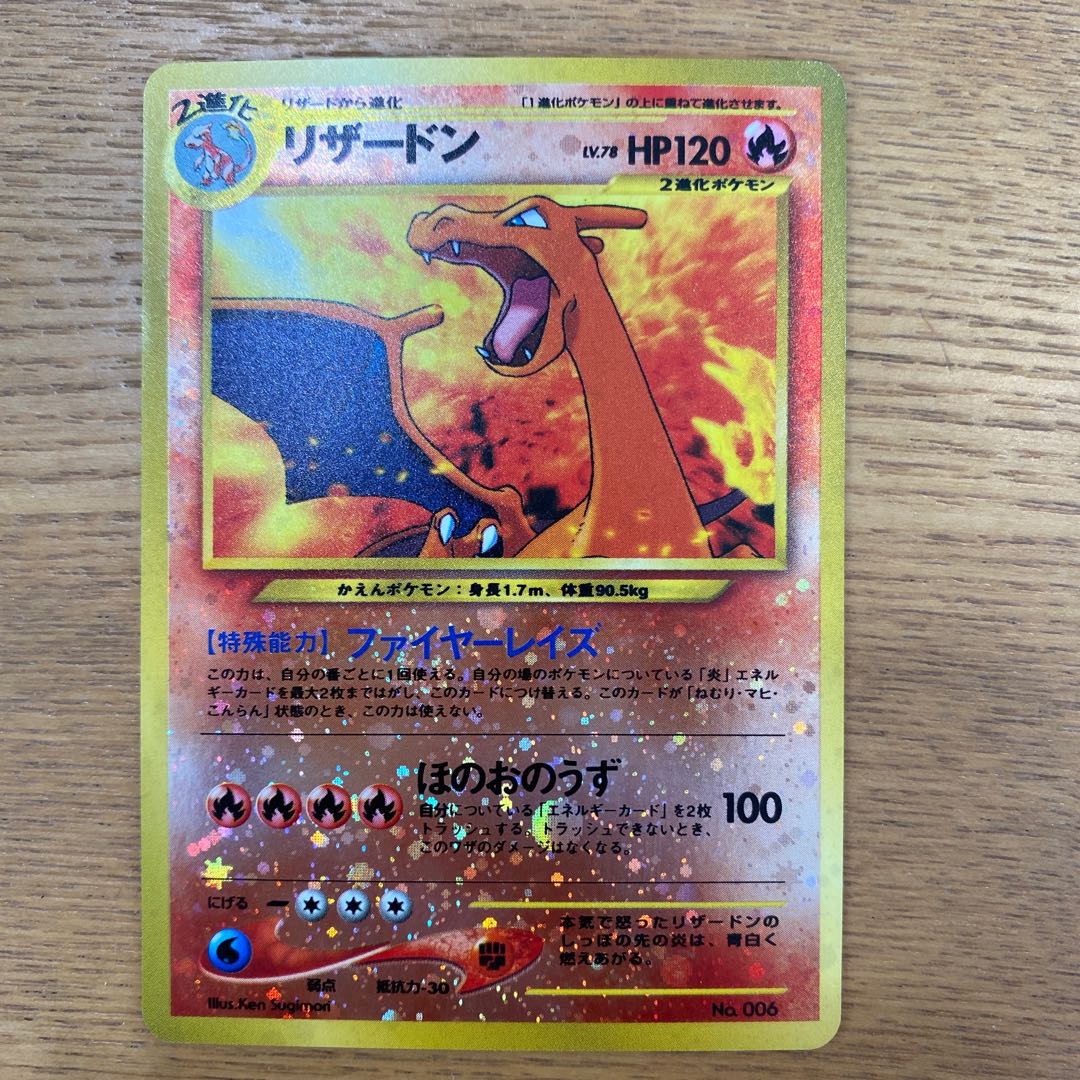 2進化
リザードから進化
「1進化ポケモン」の上に重ねて進化させます。
リザードン
LV.78 HP120
2進化ポケモン
かえんポケモン：身長1.7m、体重90.5kg
【特殊能力】ファイヤーレイズ
この力は、自分の番ごとに1回使える。自分の場のポケモンについている「炎」エネル
ギーカードを最大2枚まではがし、このカードにつけ替える。このカードが「ねむり・マヒ・
こんらん」状態のとき、この力は使えない。
ほのおのうず
100
自分についている「エネルギーカード」を2枚
トラッシュする。トラッシュできないとき、
このワザのダメージはなくなる。
にげる
本気で怒ったリザードンの
しっぽの先の炎は、青白く
燃えあがる。
弱点
抵抗力-30
Illus.Ken Sugimori
No. 006